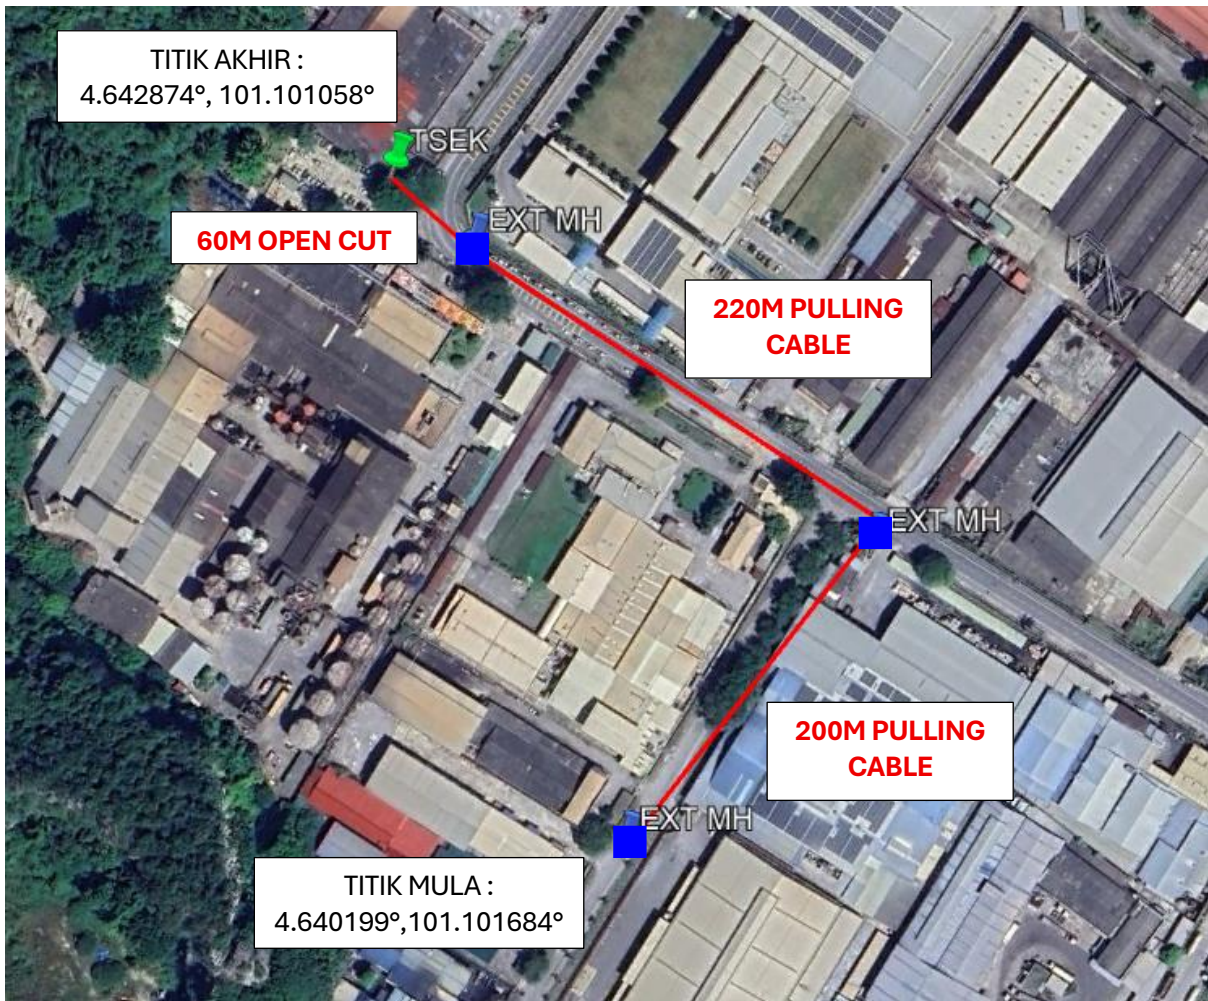 TITIK AKHIR :
4.642874°, 101.101058°
TSEK
60M OPEN CUT
EXT MH
220M PULLING
CABLE
EXT MH
200M PULLING
CABLE
EXT MH
TITIK MULA :
4.640199°,101.101684°